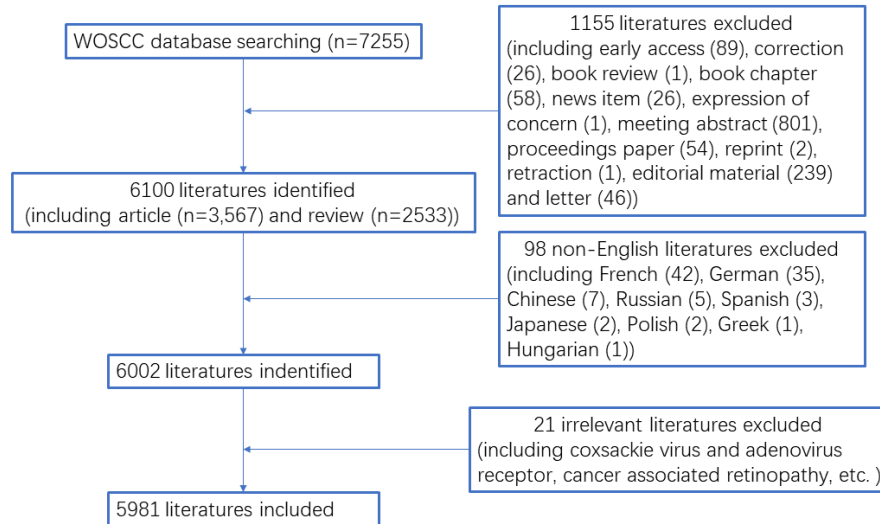 WOSCC database searching (n=7255)
1155 literatures excluded
(including early access (89), correction
(26), book review (1), book chapter
(58), news item (26), expression of
concern (1), meeting abstract (801),
proceedings paper (54), reprint (2),
retraction (1), editorial material (239)
and letter (46))
6100 literatures identified
(including article (n=3,567) and review (n=2533))
98 non-English literatures excluded
(including French (42), German (35),
Chinese (7), Russian (5), Spanish (3),
Japanese (2), Polish (2), Greek (1),
Hungarian (1))
6002 literatures indentified
21 irrelevant literatures excluded
(including coxsackie virus and adenovirus
receptor, cancer associated retinopathy, etc. )
5981 literatures included